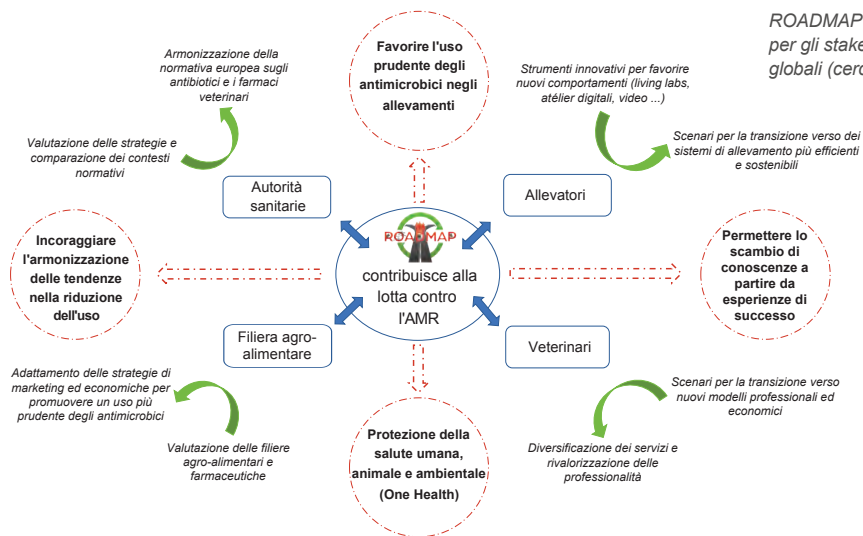 ROADMAP
per gli
globali
Favorire l'uso
prudente degli
antimicrobici negli
allevamenti
Armonizzazione della
normativa europea sugli
antibiotici e i farmaci
veterinari
Valutazione delle strategie e
comparazione dei contesti
normativi
Strumenti innovativi per favorire
nuovi comportamenti (living labs,
atélier digitali, video ...)
Scenari per la transizione verso dei
sistemi di allevamento più efficienti
e sostenibili
Autorità
sanitarie
Allevatori
Incoraggiare
l'armonizzazione
delle tendenze
nella riduzione
dell'uso
ROADMAP
contribuisce alla
lotta contro
l'AMR
Permettere lo
scambio di
conoscenze a
partire da
esperienze di
successo
Filiera agro-
alimentare
Veterinari
Adattamento delle strategie di
marketing ed economiche per
promuovere un uso più
prudente degli antimicrobici
Valutazione delle filiere
agro-alimentari e
farmaceutiche
Protezione della
salute umana,
animale e ambientale
(One Health)
Scenari per la transizione verso
nuovi modelli professionali ed
economici
Diversificazione dei servizi e
rivalorizzazione delle
professionalità